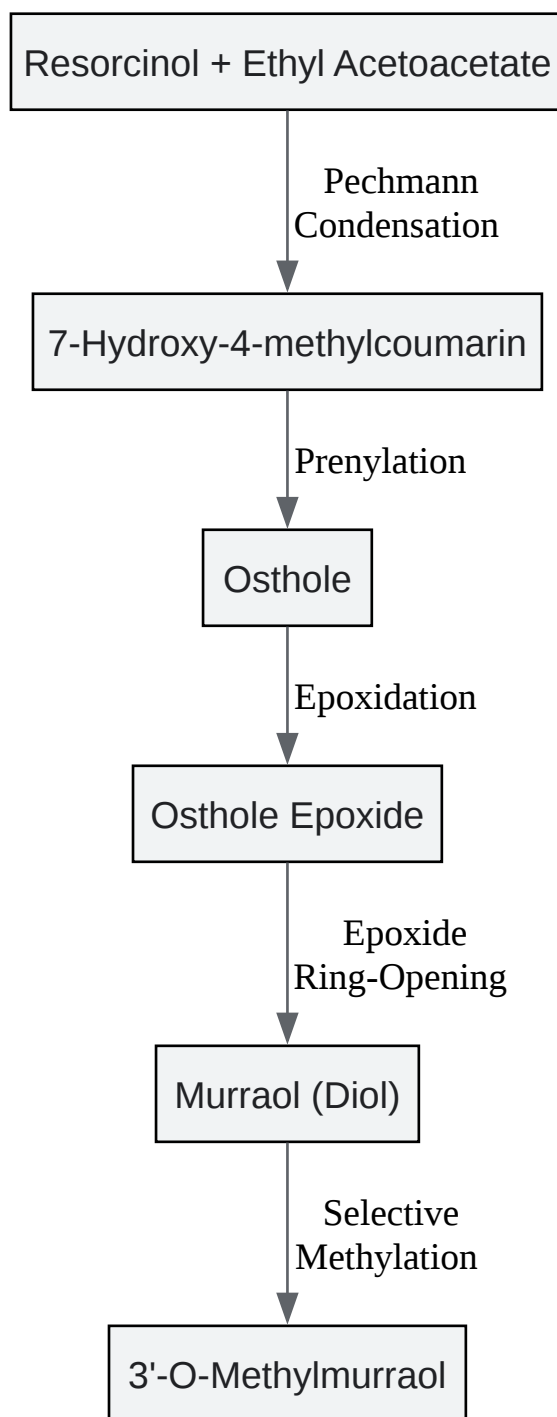 Resorcinol + Ethyl Acetoacetate
Pechmann
Condensation
7-Hydroxy-4-methylcoumarin
Prenylation
Osthole
Epoxidation
Osthole Epoxide
Epoxide
Ring-Opening
Murraol (Diol)
Selective
Methylation
3'-O-Methylmurraol